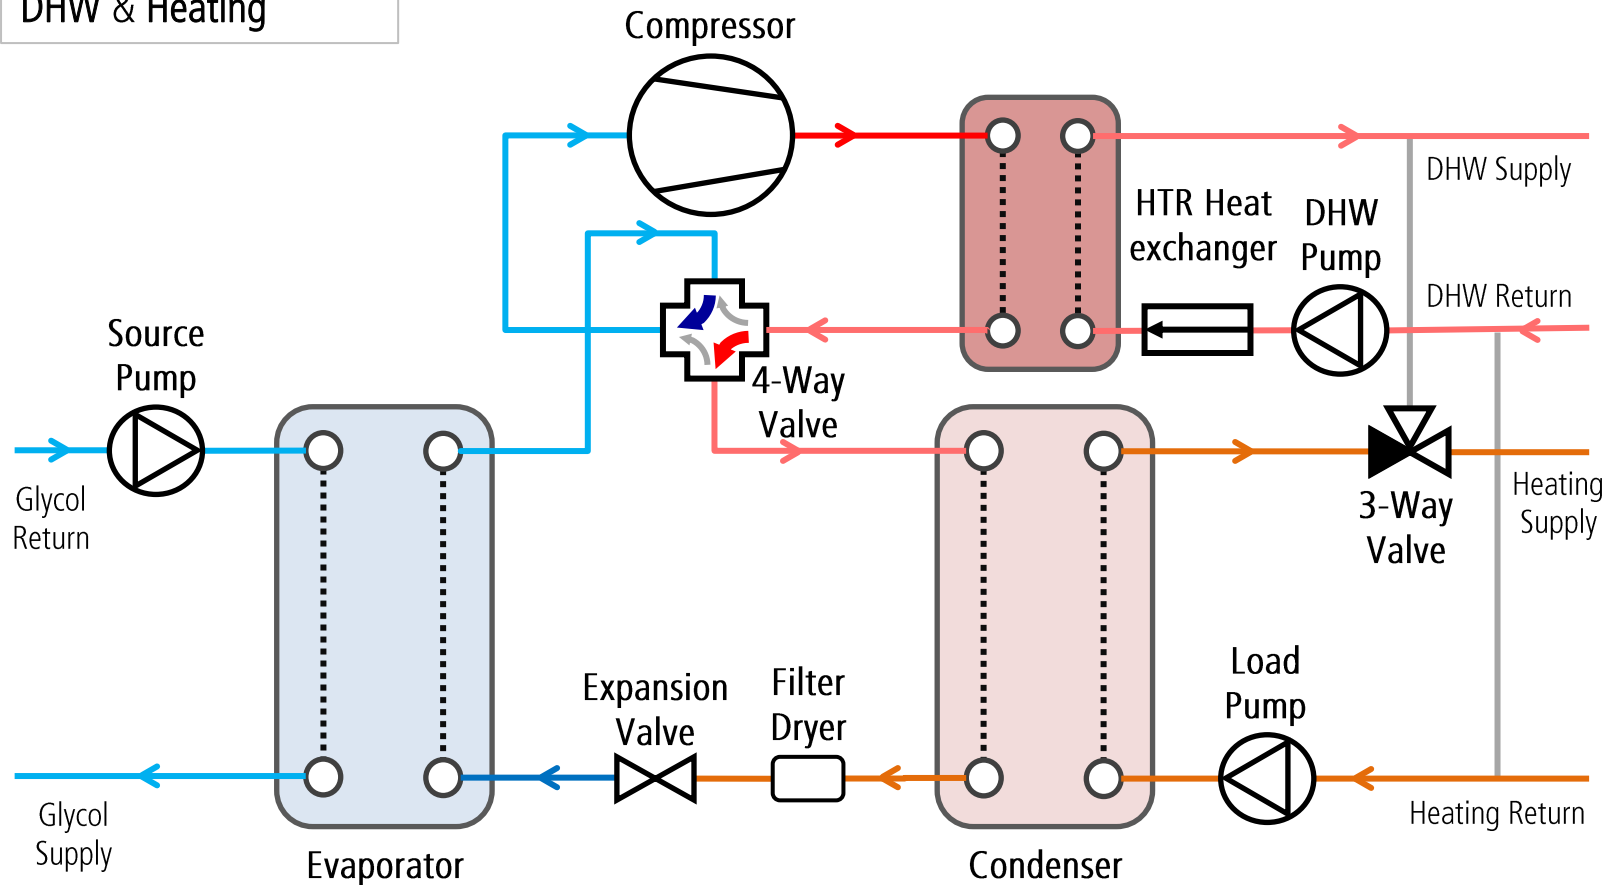 DHW & Heating
Compressor
DHW Supply
HTR Heat
exchanger
DHW
Pump
DHW Return
Source
Pump
4-Way
Valve
Glycol
Return
3-Way
Valve
Heating
Supply
Expansion
Valve
Filter
Dryer
Load
Pump
Glycol
Supply
Heating Return
Evaporator
Condenser